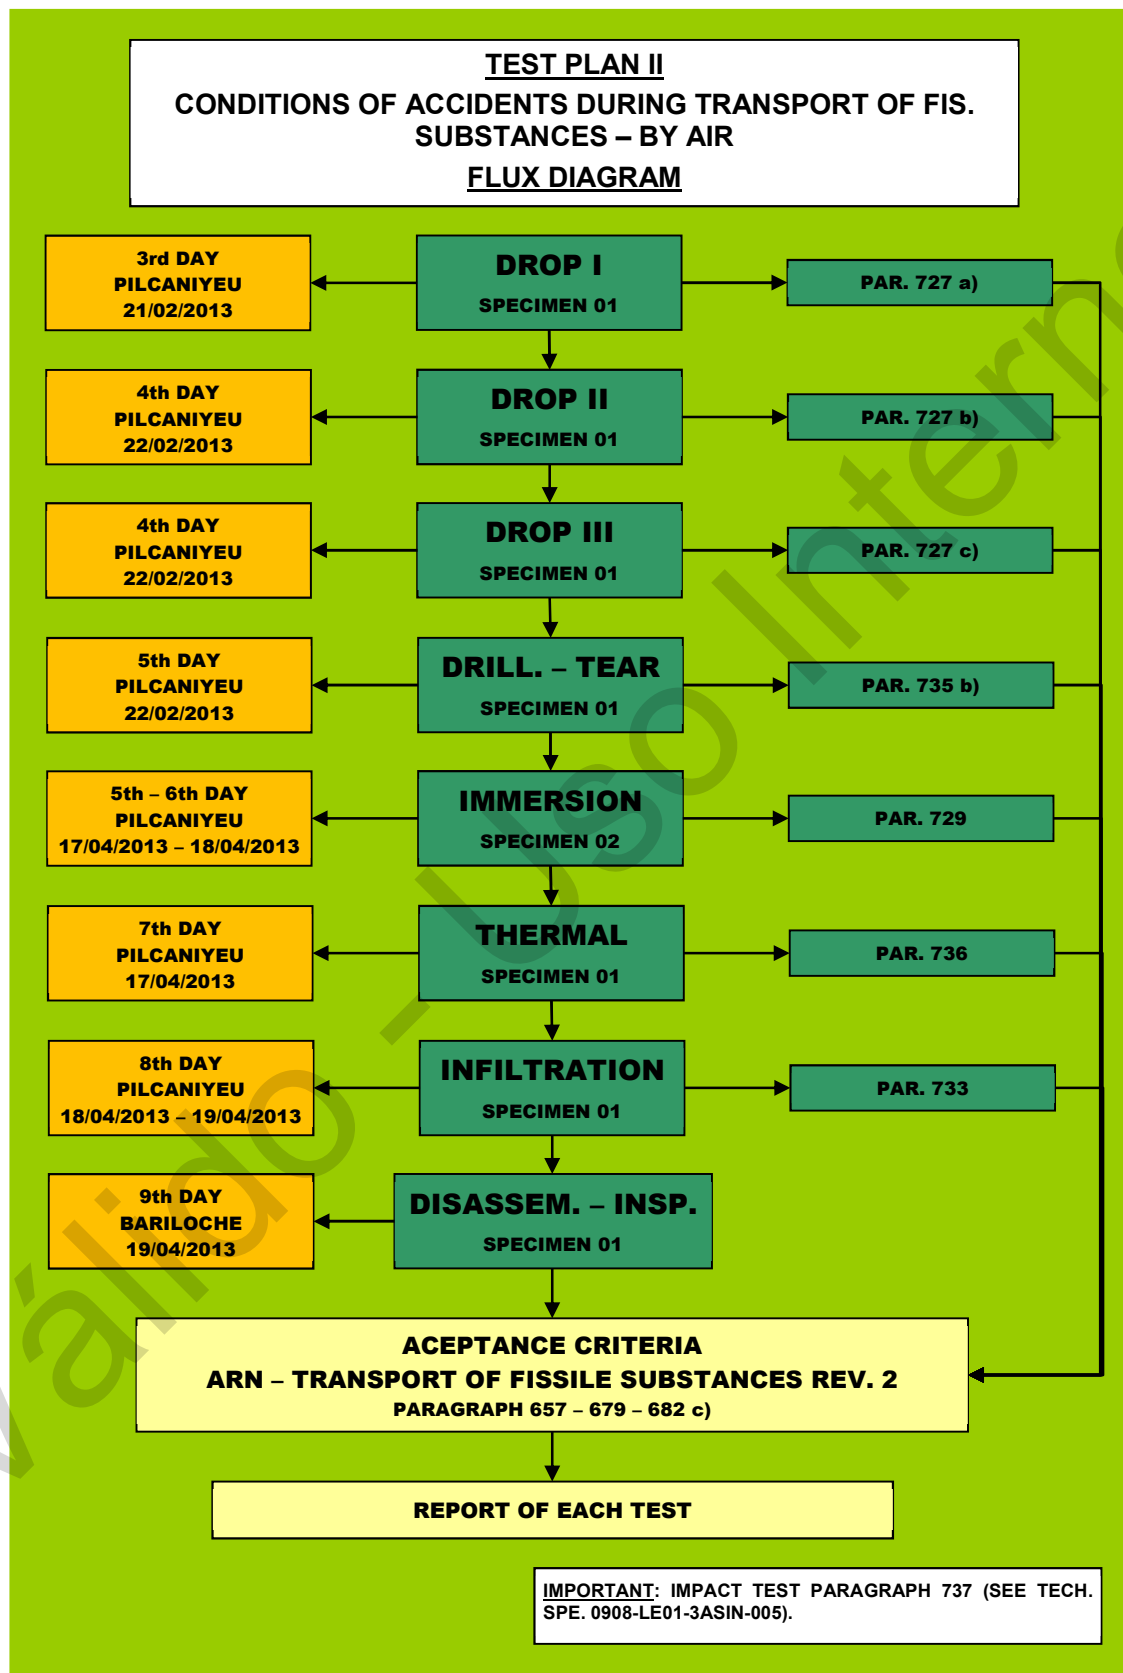 TEST PLAN II
CONDITIONS OF ACCIDENTS DURING TRANSPORT OF FIS.
SUBSTANCES – BY AIR
FLUX DIAGRAM
3rd DAY
PILCANIYEU
21/02/2013
DROP I
SPECIMEN 01
PAR. 727 a)
4th DAY
PILCANIYEU
22/02/2013
DROP II
SPECIMEN 01
PAR. 727 b)
4th DAY
PILCANIYEU
22/02/2013
DROP III
SPECIMEN 01
PAR. 727 c)
5th DAY
PILCANIYEU
22/02/2013
DRILL. – TEAR
SPECIMEN 01
PAR. 735 b)
5th – 6th DAY
PILCANIYEU
17/04/2013 – 18/04/2013
IMMERSION
SPECIMEN 02
PAR. 729
7th DAY
PILCANIYEU
17/04/2013
THERMAL
SPECIMEN 01
PAR. 736
8th DAY
PILCANIYEU
18/04/2013 – 19/04/2013
INFILTRATION
SPECIMEN 01
PAR. 733
9th DAY
BARILOCHE
19/04/2013
DISASSEM. – INSP.
SPECIMEN 01
ACEPTANCE CRITERIA
ARN – TRANSPORT OF FISSILE SUBSTANCES REV. 2
PARAGRAPH 657 – 679 – 682 c)
REPORT OF EACH TEST
IMPORTANT: IMPACT TEST PARAGRAPH 737 (SEE TECH.
SPE. 0908-LE01-3ASIN-005).
Válido - Uso Intern